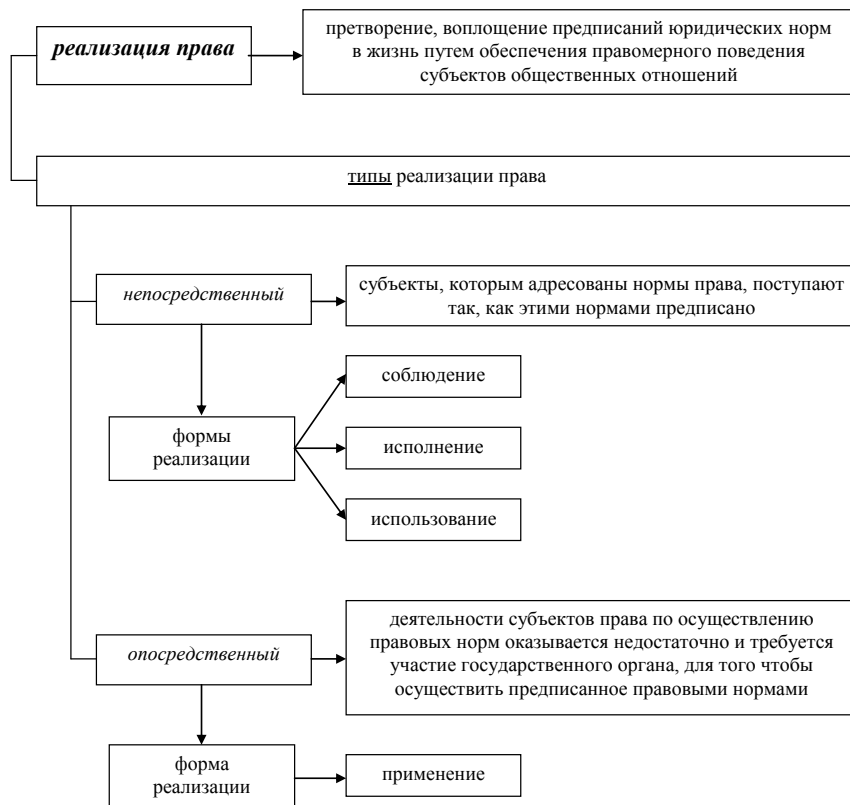 реализация права
претворение, воплощение предписаний юридических норм
в жизнь путем обеспечения правомерного поведения
субъектов общественных отношений
типы реализации права
непосредственный
субъекты, которым адресованы нормы права, поступают
так, как этими нормами предписано
соблюдение
формы
реализации
исполнение
использование
опосредственный
деятельности субъектов права по осуществлению
правовых норм оказывается недостаточно и требуется
участие государственного органа, для того чтобы
осуществить предписанное правовыми нормами
форма
реализации
применение